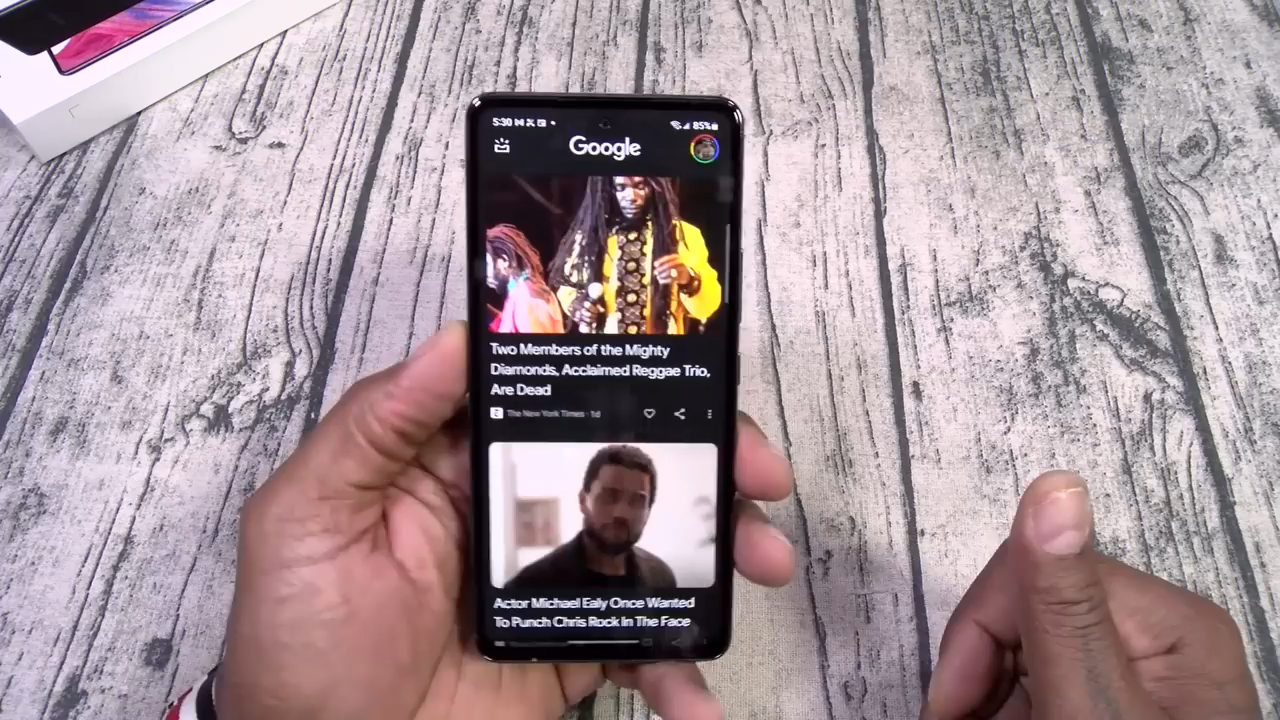 5:30
85%
Google
Two Members of the Mighty
Diamonds, Acclaimed Reggae Trio,
Are Dead
The New York Times · 1d
Actor Michael Ealy Once Wanted
To Punch Chris Rock In The Face